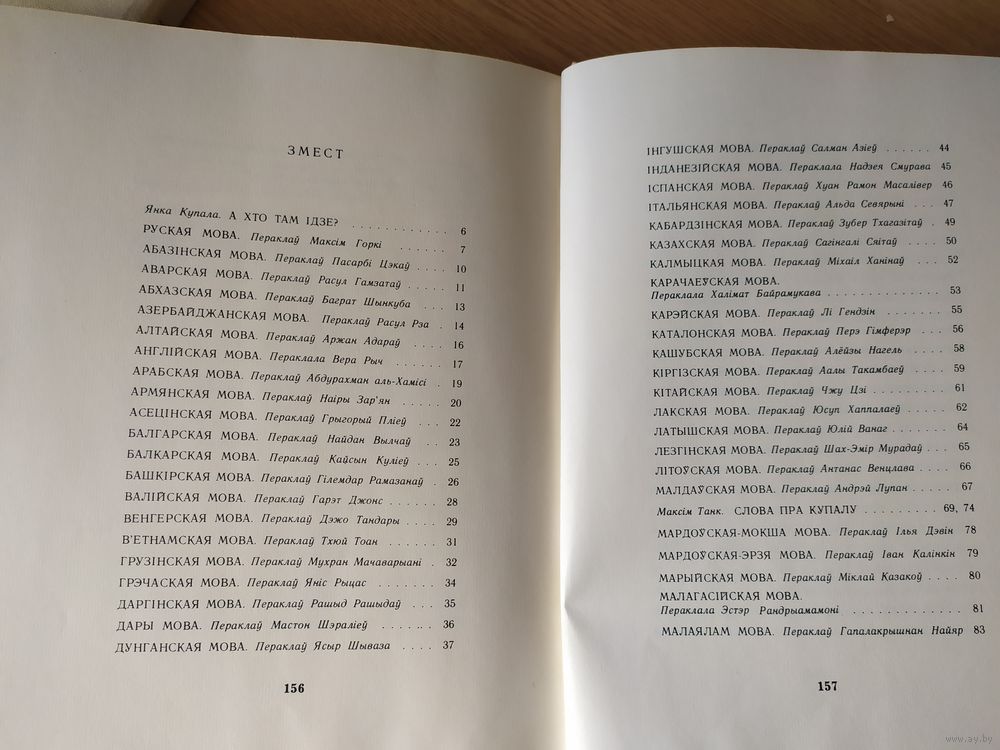 ЗМЕСТ
Янка Купала. А ХТО ТАМ ІДЗЕ? . . . . . . . . . . . 6
РУСКАЯ МОВА. Пераклаў Максім Горкі . . . . . . 7
АБАЗІНСКАЯ МОВА. Пераклаў Пасарбі Цэкаў . . . . 10
АВАРСКАЯ МОВА. Пераклаў Расул Гамзатаў . . . . . 11
АБХАЗСКАЯ МОВА. Пераклаў Баграт Шынкуба . . . . 13
АЗЕРБАЙДЖАНСКАЯ МОВА. Пераклаў Расул Рза . . 14
АЛТАЙСКАЯ МОВА. Пераклаў Аржан Адараў . . . . 16
АНГЛІЙСКАЯ МОВА. Пераклала Вера Рыч . . . . . . 17
АРАБСКАЯ МОВА. Пераклаў Абдурахман аль-Хамісі . 19
АРМЯНСКАЯ МОВА. Пераклаў Наіры Зар'ян . . . . . 20
АСЕЦІНСКАЯ МОВА. Пераклаў Грыгорый Пліеў . . . 22
БАЛГАРСКАЯ МОВА. Пераклаў Найдан Вылчаў . . 23
БАЛКАРСКАЯ МОВА. Пераклаў Кайсын Куліеў . . . 25
БАШКІРСКАЯ МОВА. Пераклаў Гілемдар Рамазанаў . 26
ВАЛІЙСКАЯ МОВА. Пераклаў Гарэт Джонс . . . . . . 28
ВЕНГЕРСКАЯ МОВА. Пераклаў Дэжо Тандары . . . . 29
В'ЕТНАМСКАЯ МОВА. Пераклаў Тхюй Тоан . . . . 31
ГРУЗІНСКАЯ МОВА. Пераклаў Мухран Мачаварыані . 32
ГРЭЧАСКАЯ МОВА. Пераклаў Яніс Рыцас . . . . 34
ДАРГІНСКАЯ МОВА. Пераклаў Рашыд Рашыдаў . . . 35
ДАРЫ МОВА. Пераклаў Мастон Шэраліеў . . . . . . 36
ДУНГАНСКАЯ МОВА. Пераклаў Ясыр Шываза . . . . 37
156
ІНГУШСКАЯ МОВА. Пераклаў Салман Азіеў . . . . . . 44
ІНДАНЕЗІЙСКАЯ МОВА. Пераклала Надзея Смурава 45
ІСПАНСКАЯ МОВА. Пераклаў Хуан Рамон Масалівер 46
ІТАЛЬЯНСКАЯ МОВА. Пераклаў Альда Севярыні . . . 47
КАБАРДЗІНСКАЯ МОВА. Пераклаў Зубер Тхагазітаў . 49
КАЗАХСКАЯ МОВА. Пераклаў Сагінгалі Сяітаў . . . . 50
КАЛМЫЦКАЯ МОВА. Пераклаў Міхаіл Ханінаў . . . 52
КАРАЧАЕЎСКАЯ МОВА.
Пераклала Халімат Байрамукава . . . . . . . . . . . . . . 53
КАРЭЙСКАЯ МОВА. Пераклаў Лі Гендзін . . . . . . . 55
КАТАЛОНСКАЯ МОВА. Пераклаў Перэ Гімферэр . . . 56
КАШУБСКАЯ МОВА. Пераклаў Алёйзы Нагель . . . . 58
КІРГІЗСКАЯ МОВА. Пераклаў Аалы Такамбаеў . . . . 59
КІТАЙСКАЯ МОВА. Пераклаў Чжу Цзі . . . . . . . . 61
ЛАКСКАЯ МОВА. Пераклаў Юсуп Хаппалаеў . . . . . 62
ЛАТЫШСКАЯ МОВА. Пераклаў Юлій Ванаг . . . . . . 64
ЛЕЗГІНСКАЯ МОВА. Пераклаў Шах-Эмір Мурадаў . . . 65
ЛІТОЎСКАЯ МОВА. Пераклаў Антанас Венцлава . . . . 66
МАЛДАЎСКАЯ МОВА. Пераклаў Андрэй Лупан . . . . . 67
Максім Танк. СЛОВА ПРА КУПАЛУ . . . . . . . . . 69, 74
МАРДОЎСКАЯ-МОКША МОВА. Пераклаў Ілья Дэвін 78
МАРДОЎСКАЯ-ЭРЗЯ МОВА. Пераклаў Іван Калінкін 79
МАРЫЙСКАЯ МОВА. Пераклаў Міклай Казакоў . . . . 80
МАЛАГАСІЙСКАЯ МОВА.
Пераклала Эстэр Рандрыамамоні . . . . . . . . . . . . . 81
МАЛАЯЛАМ МОВА. Пераклаў Гапалакрышнан Найяр 83
157
www.ay.by